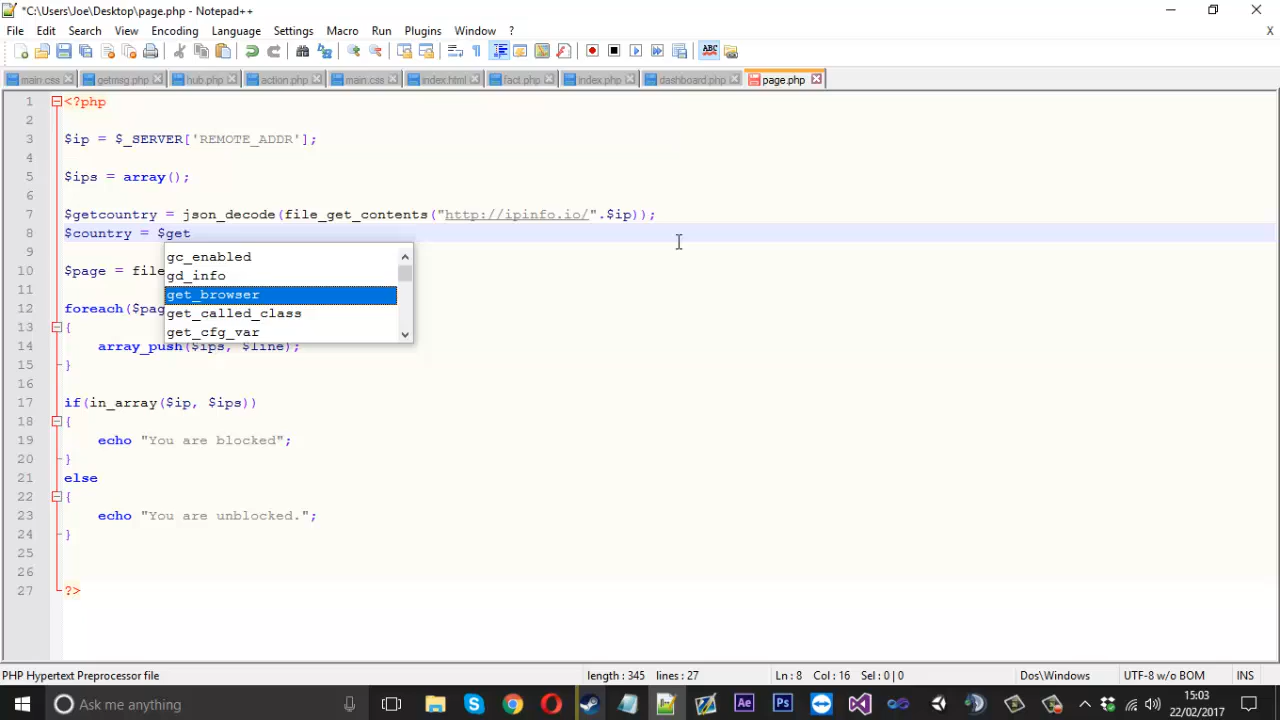 *C:\Users\Joe\Desktop\page.php - Notepad++
File Edit Search View Encoding Language Settings Macro Run Plugins Window ? X
ABC
main.css getmsg.php hub.php action.php main.css index.html fact.php index.php dashboard.php page.php
1 <?php
2
3 $ip = $_SERVER['REMOTE_ADDR'];
4
5 $ips = array();
6
7 $getcountry = json_decode(file_get_contents("http://ipinfo.io/".$ip));
8 $country = $get
gc_enabled
gd_info
get_browser
get_called_class
get_cfg_var
9
10 $page = file
11
12 foreach($pag
13 {
14 array_push($ips, $line);
15 }
16
17 if(in_array($ip, $ips))
18 {
19 echo "You are blocked";
20 }
21 else
22 {
23 echo "You are unblocked.";
24 }
25
26
27 ?>
PHP Hypertext Preprocessor file length : 345 lines : 27 Ln : 8 Col : 16 Sel : 0 | 0 Dos\Windows UTF-8 w/o BOM INS
Ask me anything Ae Ps 15:03
22/02/2017